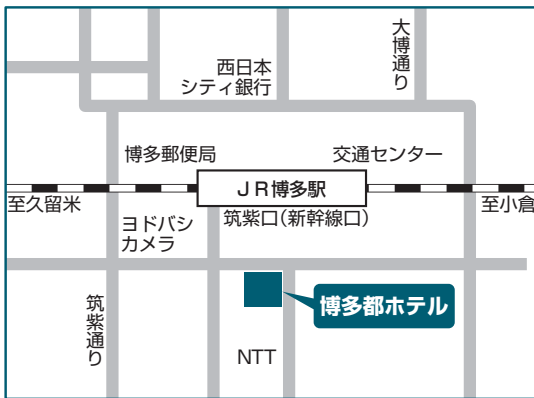 大博通り
西日本
シティ銀行
博多郵便局
交通センター
JR博多駅
至久留米
至小倉
筑紫口(新幹線口)
ヨドバシ
カメラ
博多都ホテル
筑紫通り
NTT